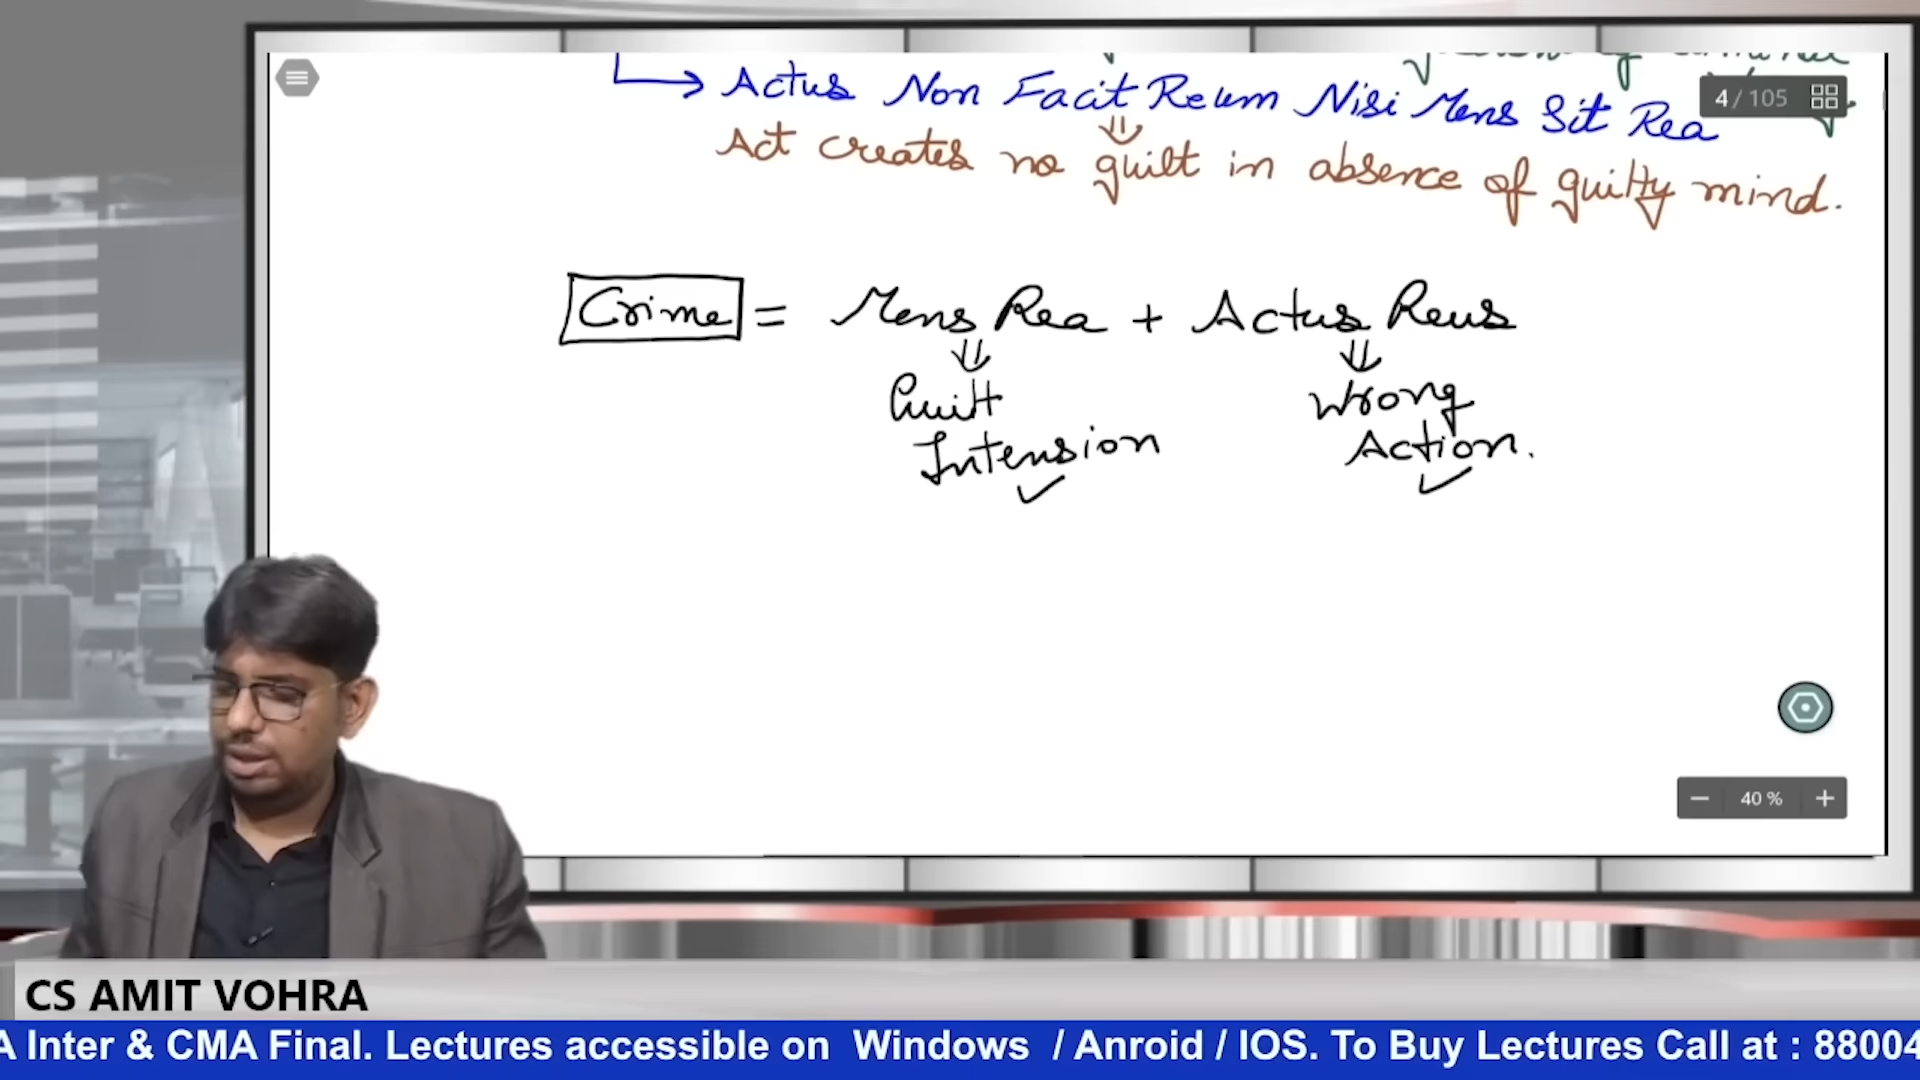 Actus Non Facit Reum Nisi Mens Sit Rea
4 / 105
Act creates no guilt in absence of guilty mind.
Crime = Mens Rea + Actus Reus
Guilt Intension
Wrong Action.
40 %
CS AMIT VOHRA
A Inter & CMA Final. Lectures accessible on Windows / Anroid / IOS. To Buy Lectures Call at : 88004